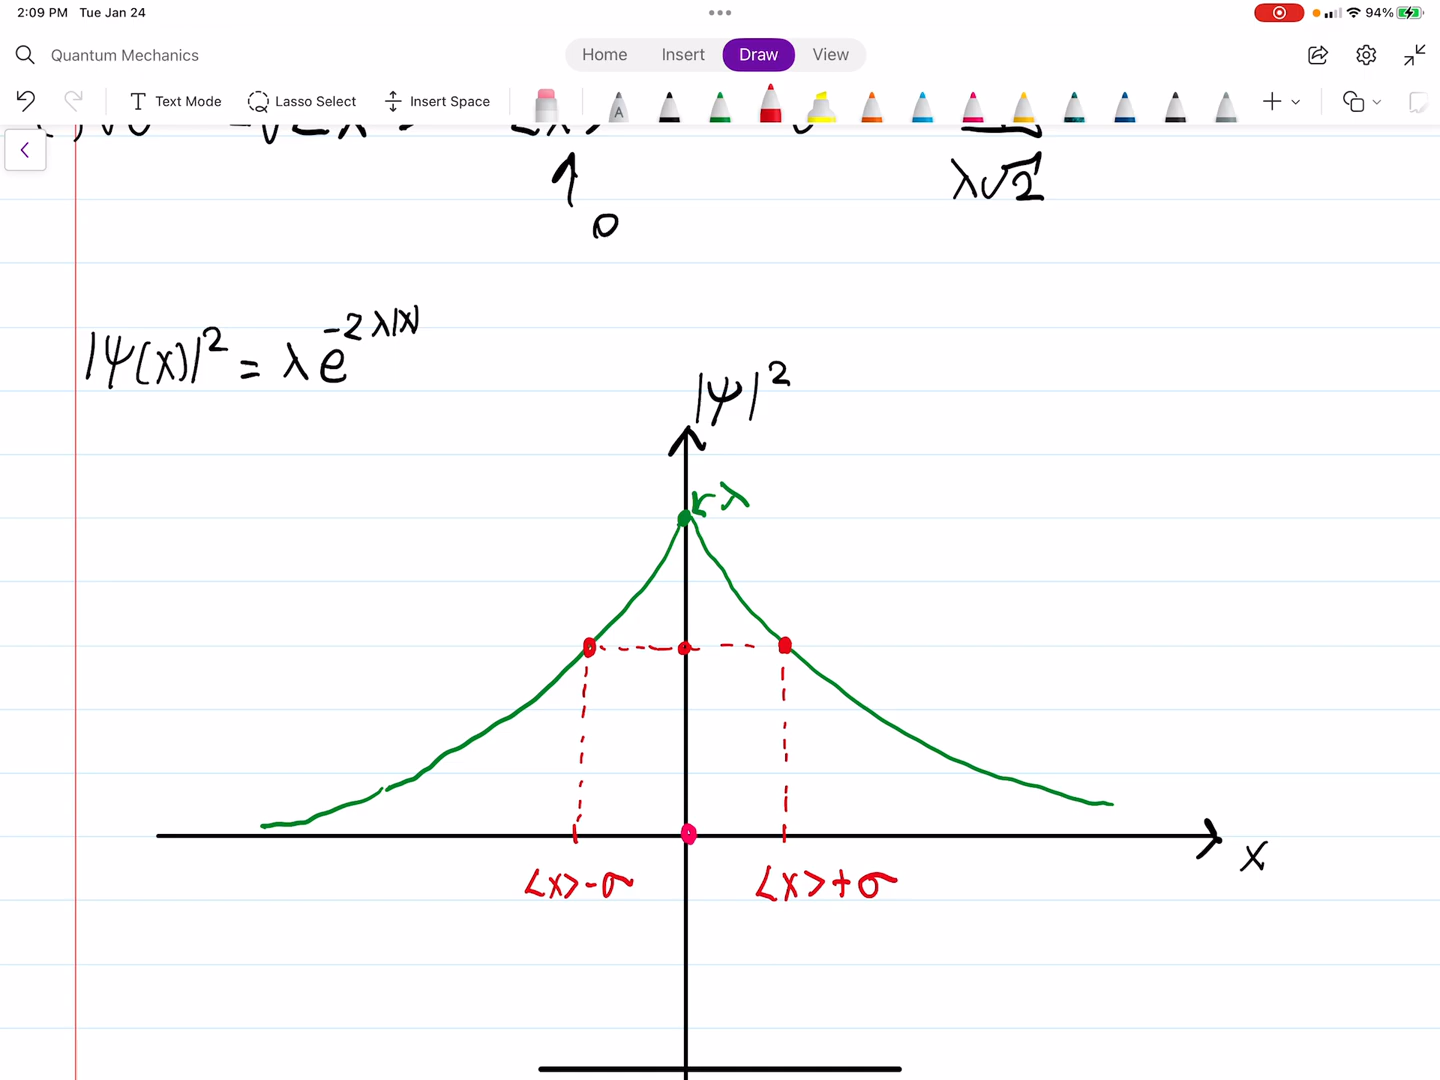 2:09 PM Tue Jan 24
94%
Quantum Mechanics
Home Insert Draw View
Text Mode Lasso Select Insert Space
A
λ√2
0
|ψ(x)|² = λ e^{-2λ|x|}
|ψ|²
λ
<x>-σ <x>+σ
x